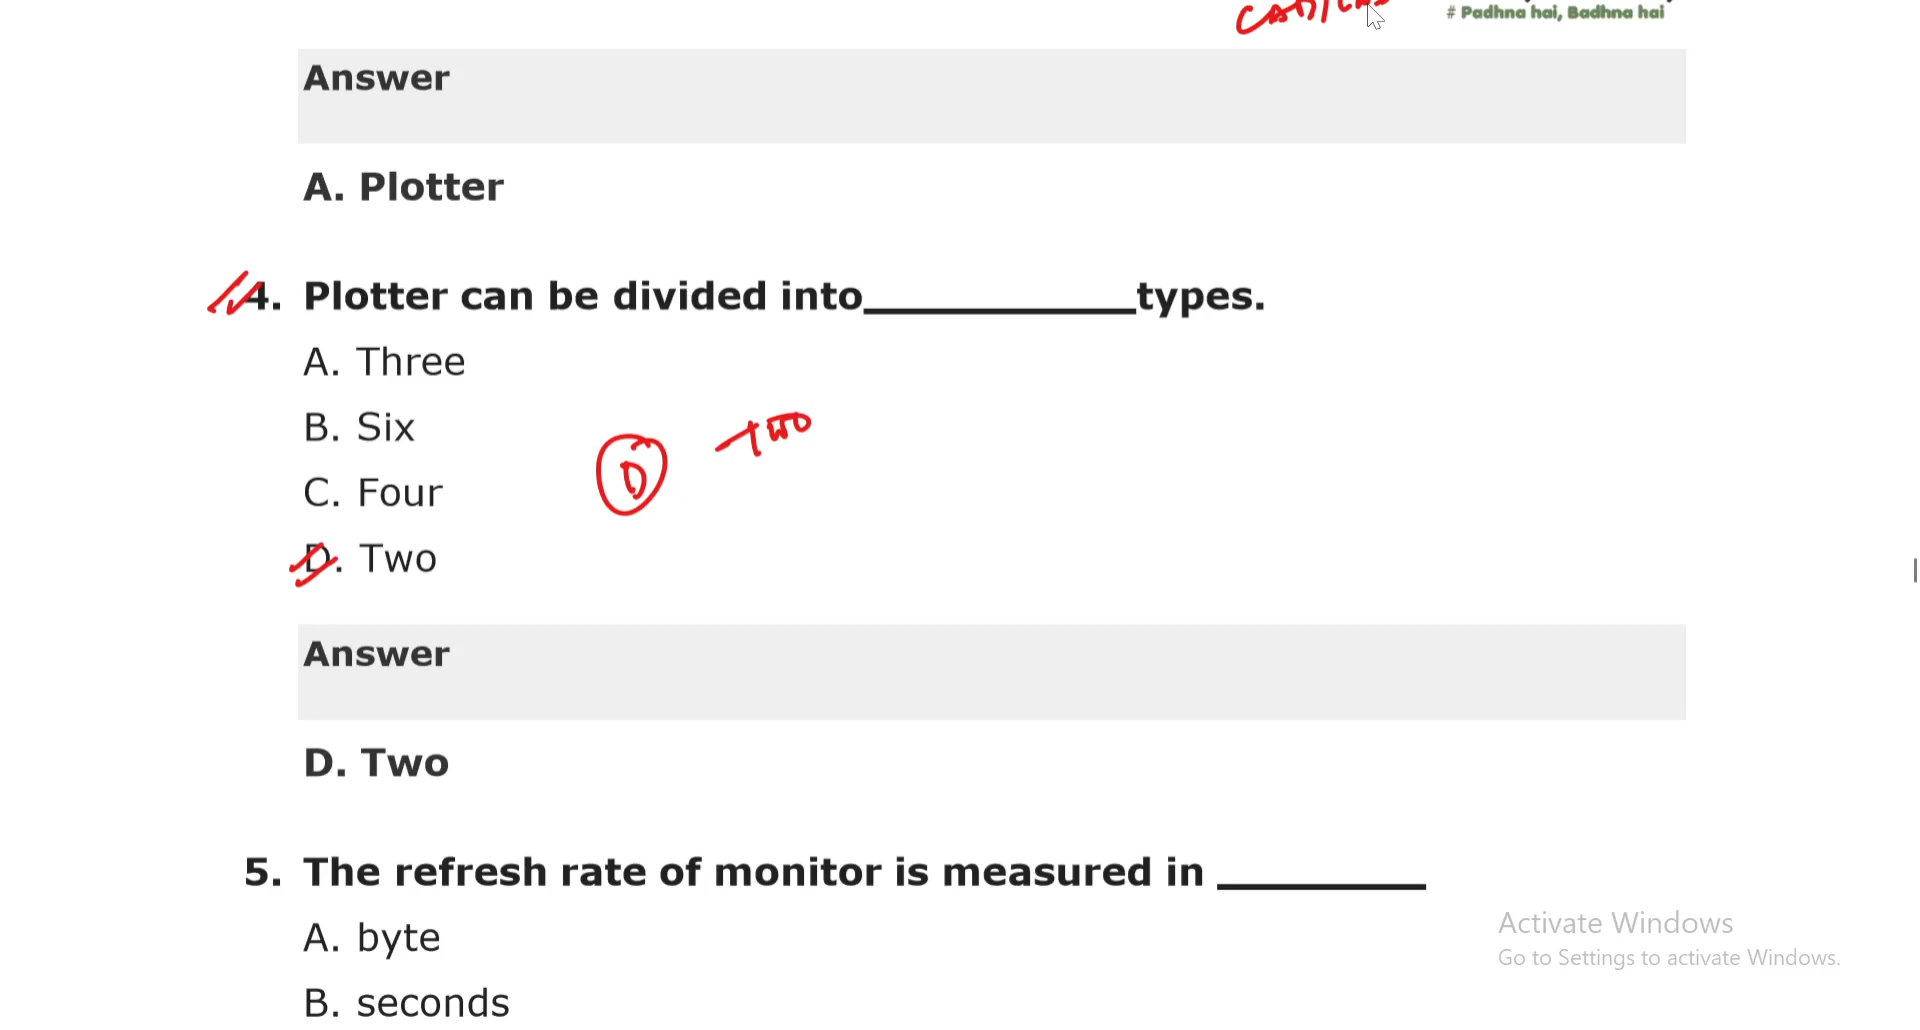 # Padhna hai, Badhna hai
Answer
A. Plotter
4. Plotter can be divided into____________types.
A. Three
B. Six
C. Four
D Two
D. Two
Answer
D. Two
5. The refresh rate of monitor is measured in _________
A. byte
B. seconds
Activate Windows
Go to Settings to activate Windows.